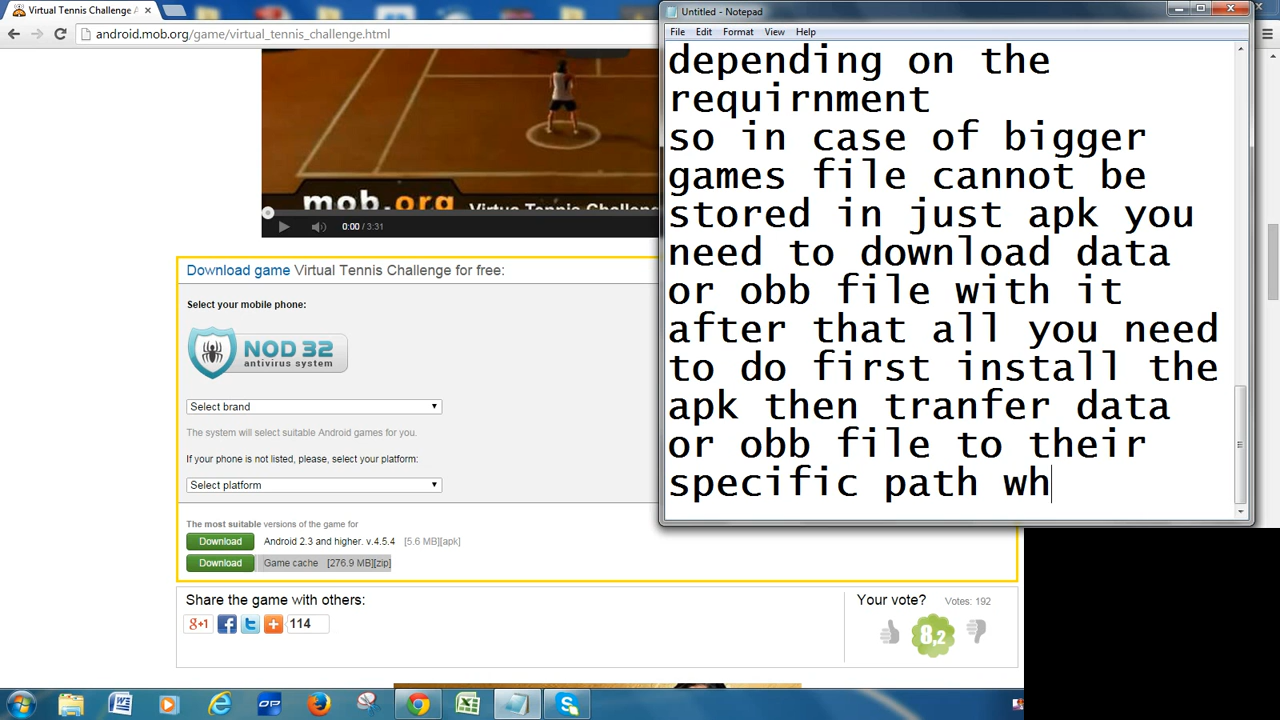 Virtual Tennis Challenge A
android.mob.org/game/virtual_tennis_challenge.html
mob.org
0:00 / 3:31
Download game Virtual Tennis Challenge for free:
Select your mobile phone:
NOD 32
antivirus system
Select brand
The system will select suitable Android games for you.
If your phone is not listed, please, select your platform:
Select platform
The most suitable versions of the game for
Download Android 2.3 and higher. v.4.5.4 [5.6 MB][apk]
Download Game cache [276.9 MB][zip]
Share the game with others:
g+1 114
Your vote? Votes: 192
8,2
Untitled - Notepad
File Edit Format View Help
depending on the
requirnment
so in case of bigger
games file cannot be
stored in just apk you
need to download data
or obb file with it
after that all you need
to do first install the
apk then tranfer data
or obb file to their
specific path wh
OP